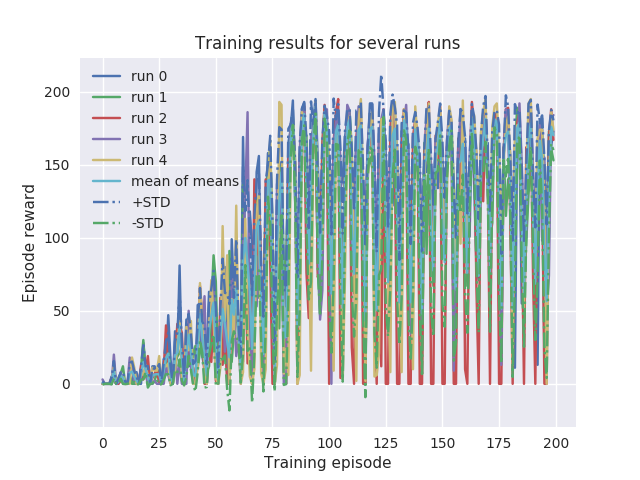 Training results for several runs
run 0
run 1
run 2
run 3
run 4
mean of means
+STD
-STD
200
150
100
50
0
Episode reward
0 25 50 75 100 125 150 175 200
Training episode